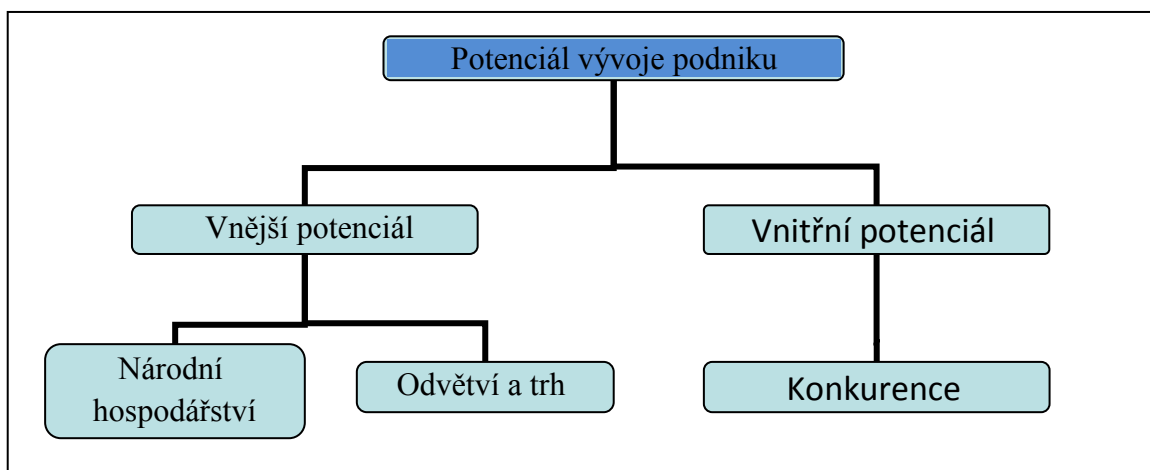 Potenciál vývoje podniku
Vnější potenciál
Vnitřní potenciál
Národní
hospodářství
Odvětví a trh
Konkurence